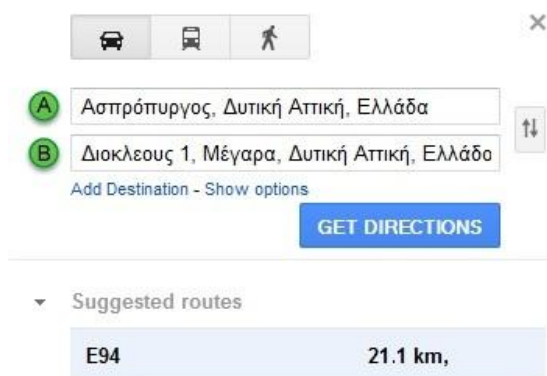 A Ασπρόπυργος, Δυτική Αττική, Ελλάδα
B Διοκλεους 1, Μέγαρα, Δυτική Αττική, Ελλάδο
Add Destination - Show options
GET DIRECTIONS
Suggested routes
E94 21.1 km,